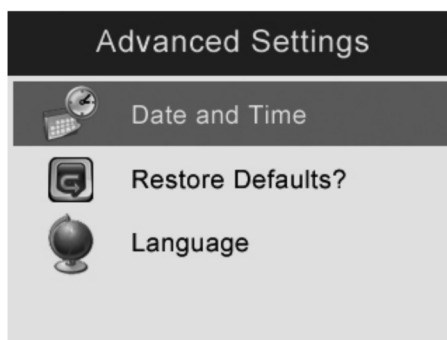 Advanced Settings
Date and Time
Restore Defaults?
Language